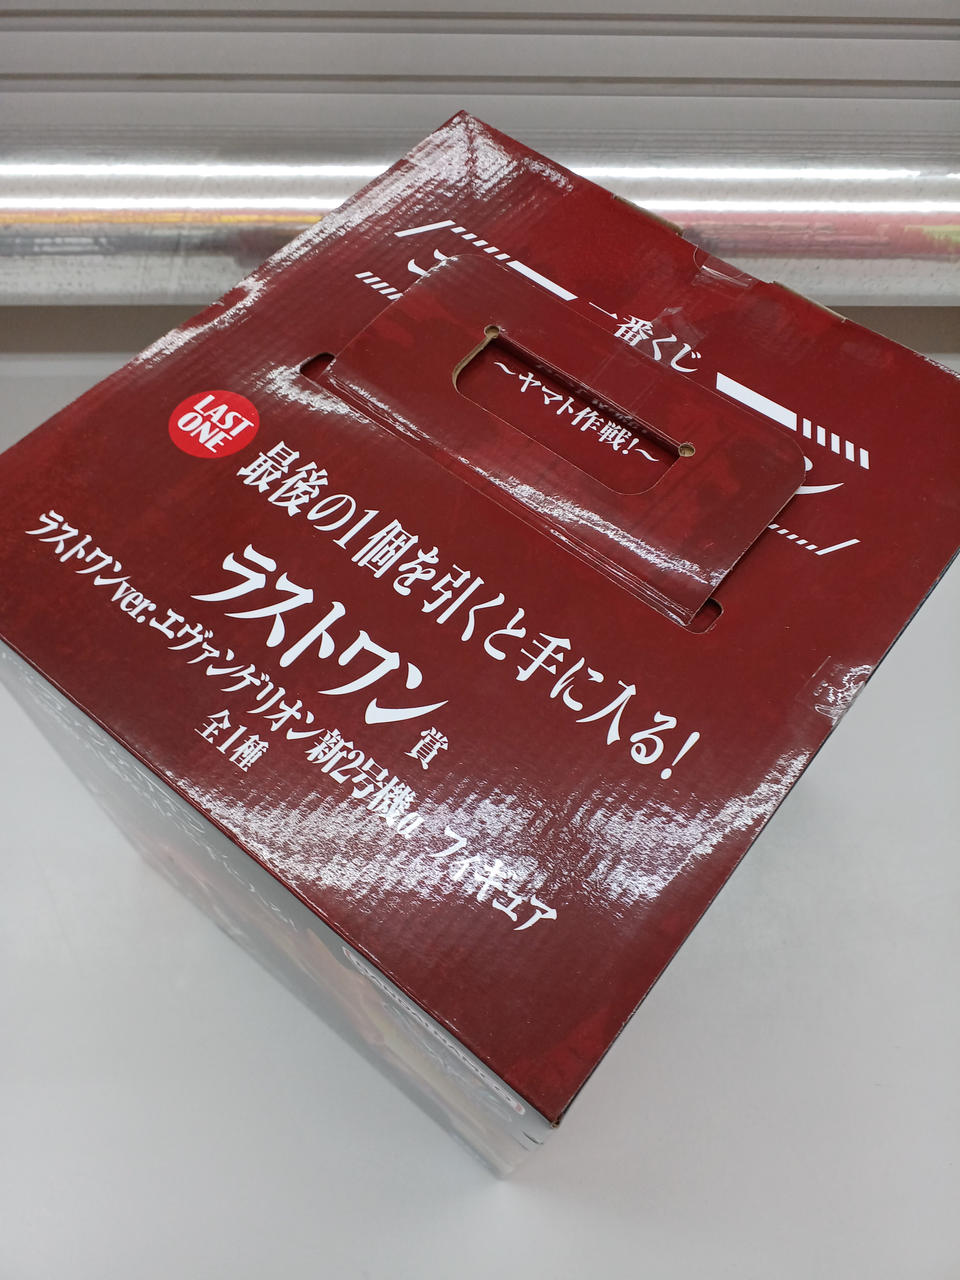 一番くじ
～ヤマト作戦！～
LAST
ONE
最後の1個を引くと手に入る！
ラストワン賞
ラストワンver.エヴァンゲリオン新2号機α フィギュア
全1種